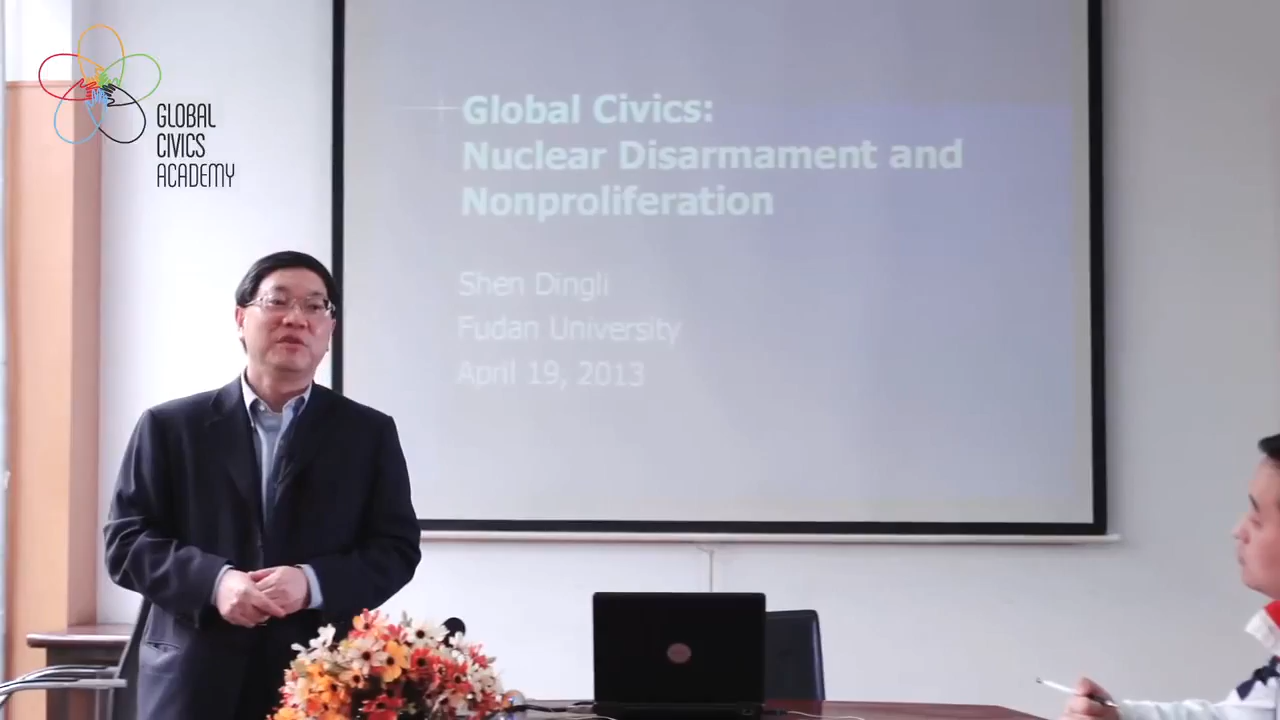 GLOBAL
CIVICS
ACADEMY
Global Civics:
Nuclear Disarmament and
Nonproliferation
Shen Dingli
Fudan University
April 19, 2013